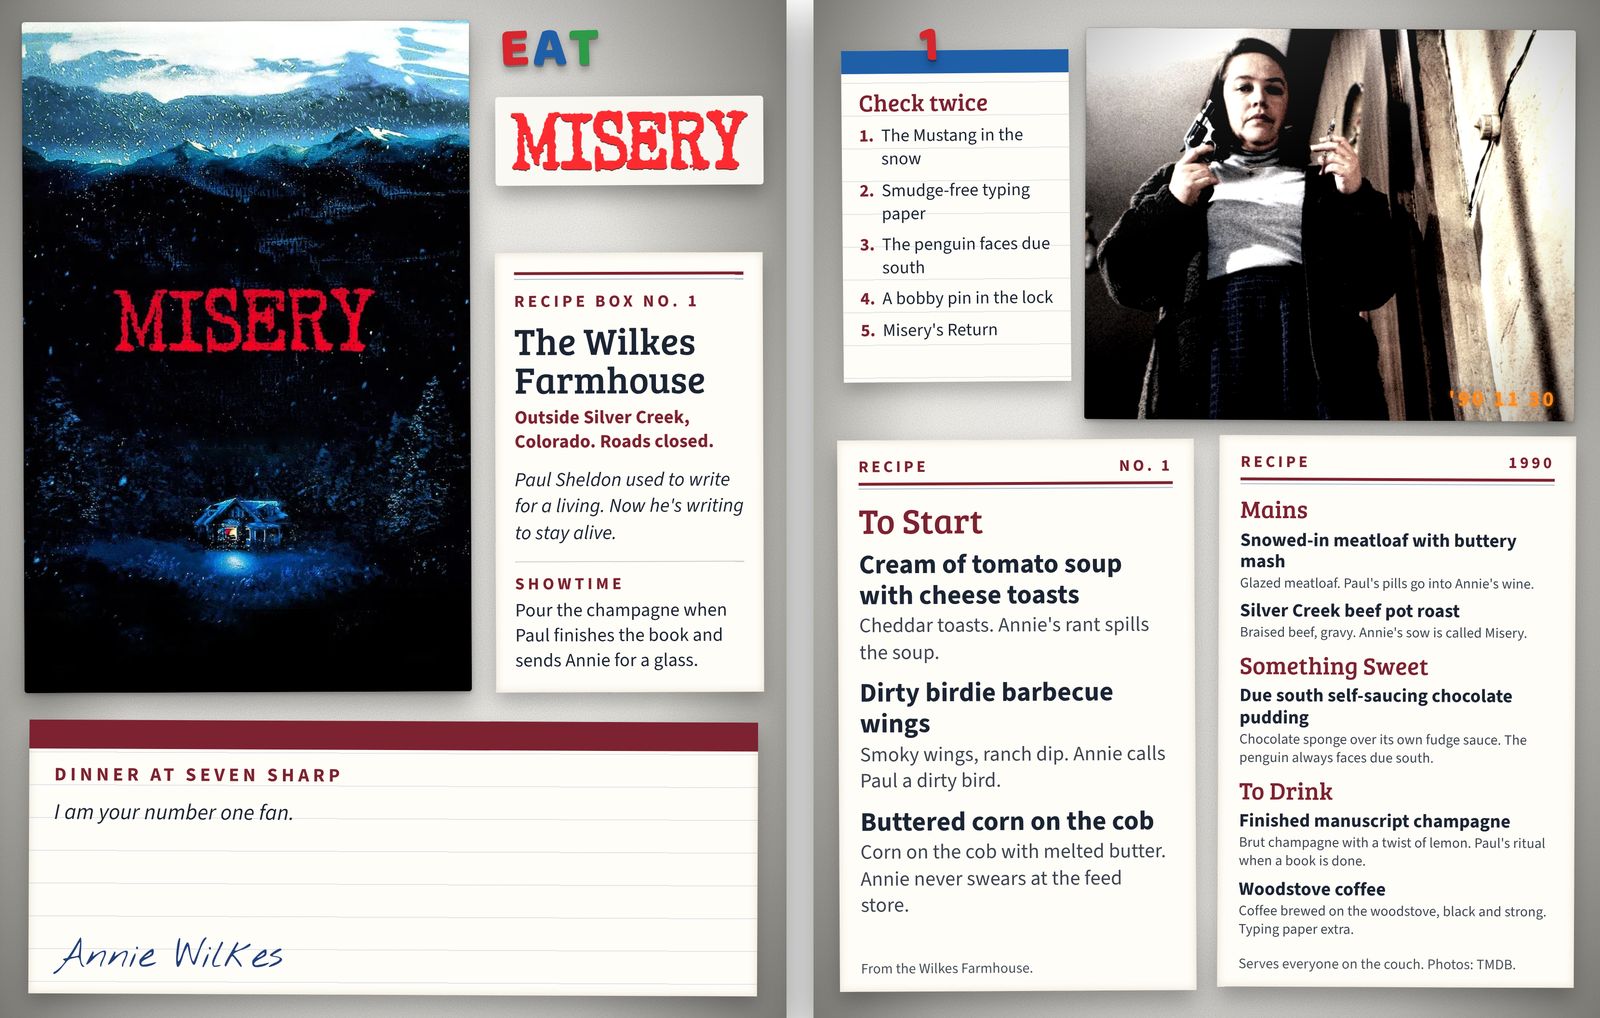 EAT
MISERY
MISERY
RECIPE BOX NO. 1
The Wilkes
Farmhouse
Outside Silver Creek,
Colorado. Roads closed.
Paul Sheldon used to write
for a living. Now he's writing
to stay alive.
SHOWTIME
Pour the champagne when
Paul finishes the book and
sends Annie for a glass.
DINNER AT SEVEN SHARP
I am your number one fan.
Annie Wilkes
1
Check twice
1. The Mustang in the
snow
2. Smudge-free typing
paper
3. The penguin faces due
south
4. A bobby pin in the lock
5. Misery's Return
'90 11 30
RECIPE NO. 1
To Start
Cream of tomato soup
with cheese toasts
Cheddar toasts. Annie's rant spills
the soup.
Dirty birdie barbecue
wings
Smoky wings, ranch dip. Annie calls
Paul a dirty bird.
Buttered corn on the cob
Corn on the cob with melted butter.
Annie never swears at the feed
store.
From the Wilkes Farmhouse.
RECIPE 1990
Mains
Snowed-in meatloaf with buttery
mash
Glazed meatloaf. Paul's pills go into Annie's wine.
Silver Creek beef pot roast
Braised beef, gravy. Annie's sow is called Misery.
Something Sweet
Due south self-saucing chocolate
pudding
Chocolate sponge over its own fudge sauce. The
penguin always faces due south.
To Drink
Finished manuscript champagne
Brut champagne with a twist of lemon. Paul's ritual
when a book is done.
Woodstove coffee
Coffee brewed on the woodstove, black and strong.
Typing paper extra.
Serves everyone on the couch. Photos: TMDB.